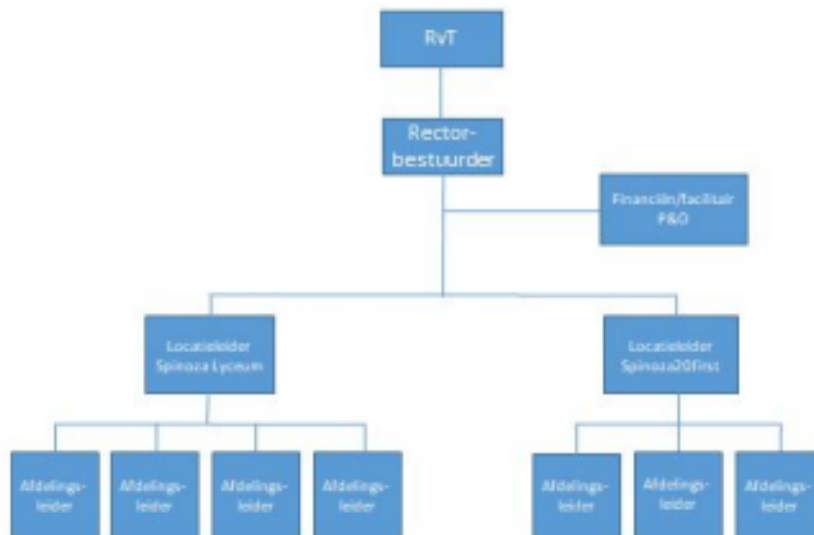 RvT
Rector-
bestuurder
Financiën/facilitair
P&O
Locatieleider
Spinoza Lyceum
Locatieleider
Spinoza20first
Afdelings-
leider
Afdelings-
leider
Afdelings-
leider
Afdelings-
leider
Afdelings-
leider
Afdelings-
leider
Afdelings-
leider